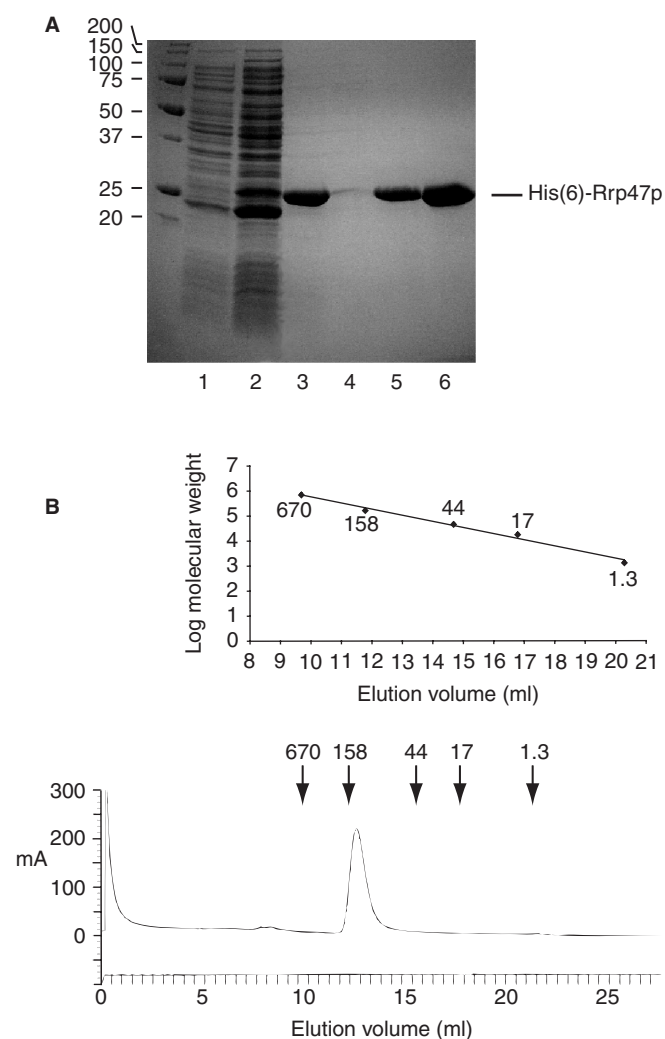 A
200
150
100
75
50
37
25
20
His(6)-Rrp47p
1 2 3 4 5 6
B
Log molecular weight
7
6
5
4
3
2
1
0
670
158
44
17
1.3
8 9 10 11 12 13 14 15 16 17 18 19 20 21
Elution volume (ml)
670 158 44 17 1.3
300
200
mA
100
0
0 5 10 15 20 25
Elution volume (ml)